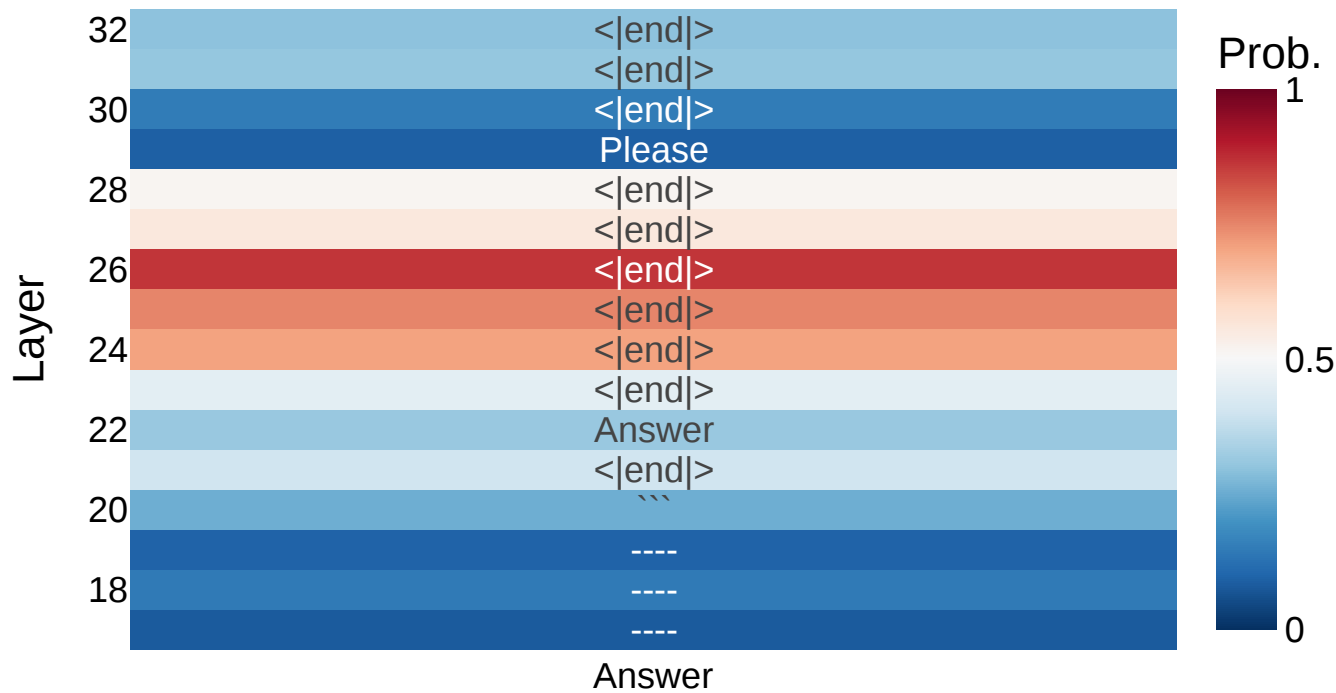 32
<|end|>
Prob.
<|end|>
1
30
<|end|>
Please
28
<|end|>
<|end|>
26
<|end|>
Layer
<|end|>
24
<|end|>
0.5
<|end|>
22
Answer
<|end|>
20
```
----
18
----
----
0
Answer